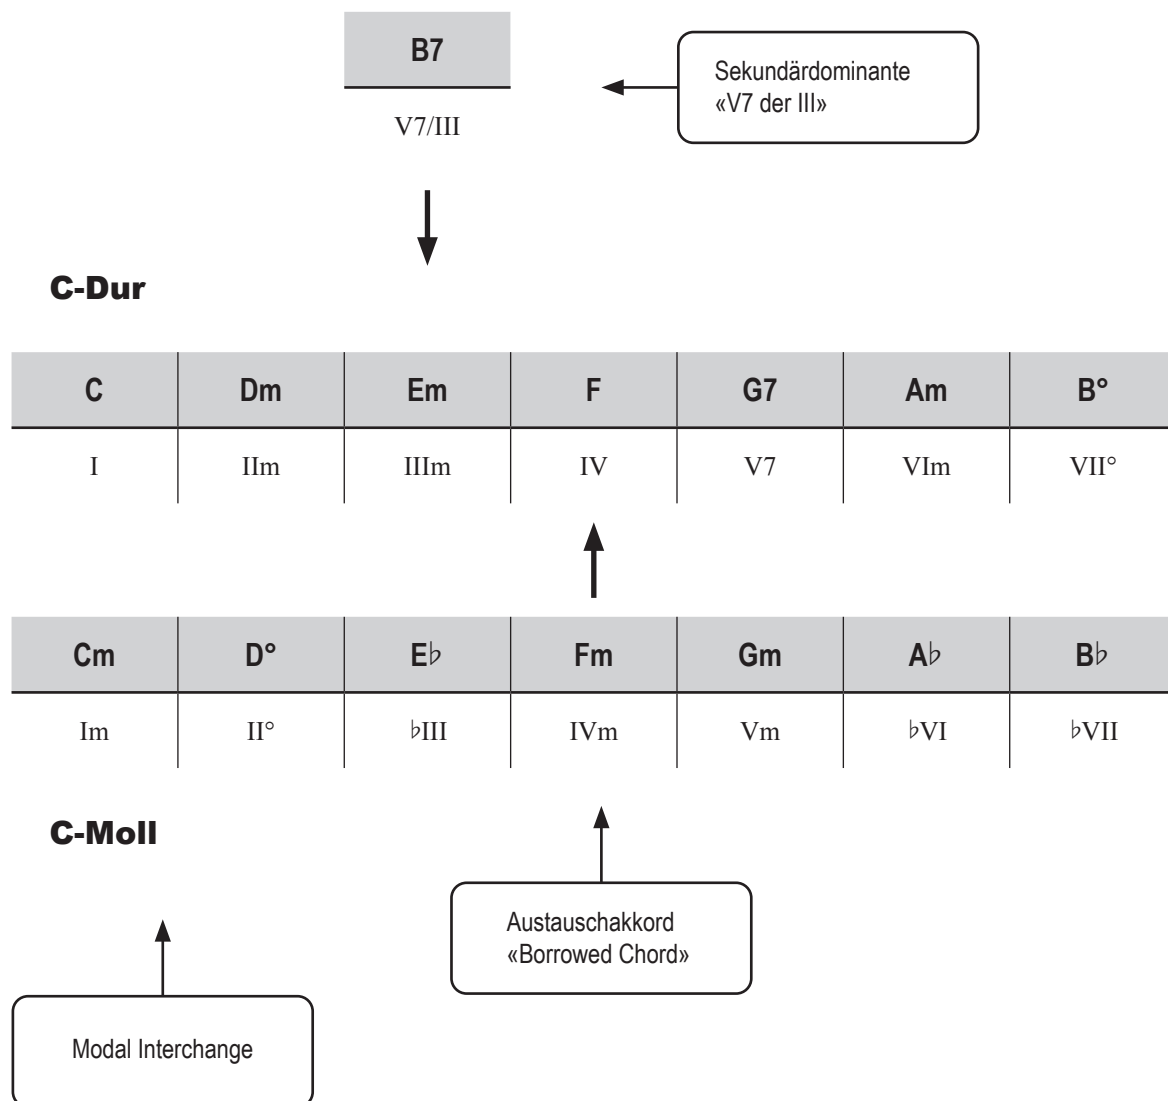 B7
Sekundärdominante
«V7 der III»
V7/III
C-Dur
C Dm Em F G7 Am B°
I IIm IIIm IV V7 VIm VII°
Cm D° E♭ Fm Gm A♭ B♭
Im II° ♭III IVm Vm ♭VI ♭VII
C-Moll
Austauschakkord
«Borrowed Chord»
Modal Interchange